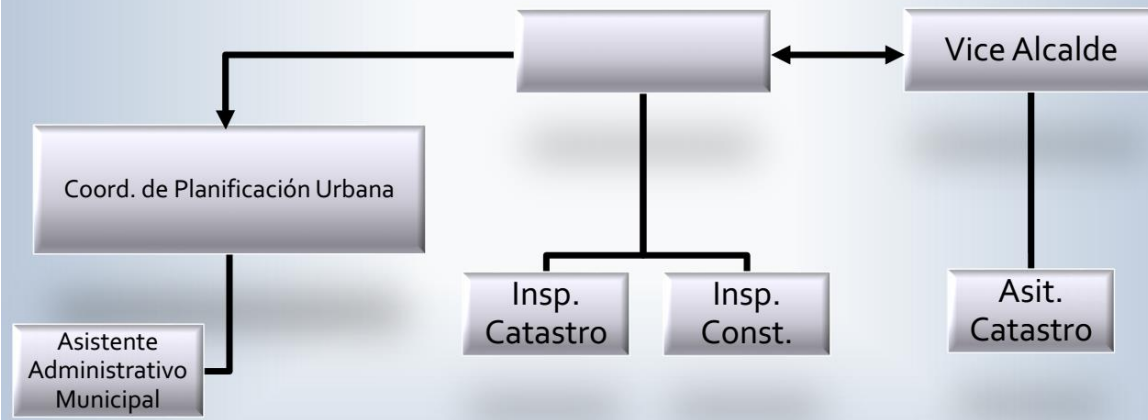 Vice Alcalde
Coord. de Planificación Urbana
Insp.
Catastro
Insp.
Const.
Asit.
Catastro
Asistente
Administrativo
Municipal